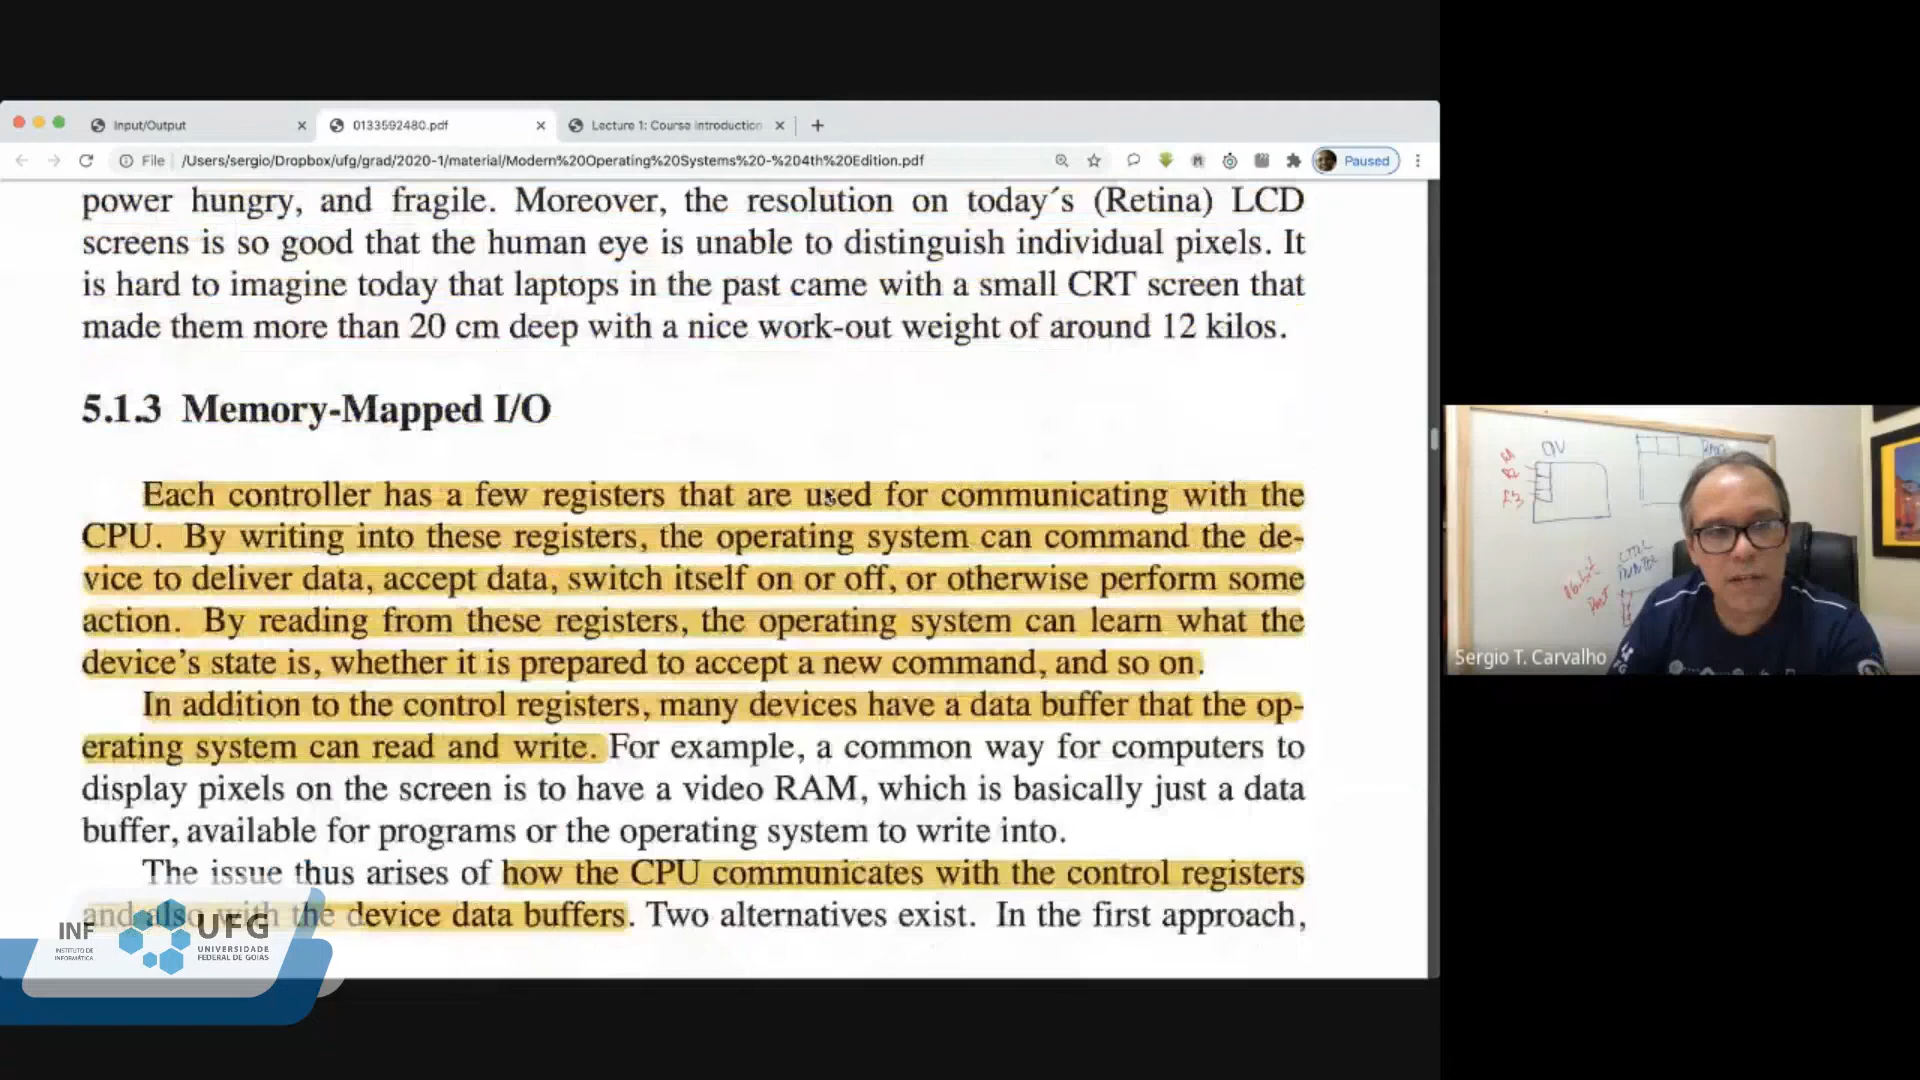 Input/Output
0133592480.pdf
Lecture 1: Course Introduction
File
/Users/sergio/Dropbox/ufg/grad/2020-1/material/Modern%20Operating%20Systems%20-%204th%20Edition.pdf
Paused
power hungry, and fragile. Moreover, the resolution on today´s (Retina) LCD
screens is so good that the human eye is unable to distinguish individual pixels. It
is hard to imagine today that laptops in the past came with a small CRT screen that
made them more than 20 cm deep with a nice work-out weight of around 12 kilos.
5.1.3 Memory-Mapped I/O
Each controller has a few registers that are used for communicating with the
CPU. By writing into these registers, the operating system can command the de-
vice to deliver data, accept data, switch itself on or off, or otherwise perform some
action. By reading from these registers, the operating system can learn what the
device’s state is, whether it is prepared to accept a new command, and so on.
In addition to the control registers, many devices have a data buffer that the op-
erating system can read and write. For example, a common way for computers to
display pixels on the screen is to have a video RAM, which is basically just a data
buffer, available for programs or the operating system to write into.
The issue thus arises of how the CPU communicates with the control registers
and also with the device data buffers. Two alternatives exist. In the first approach,
INF
INSTITUTO DE
INFORMÁTICA
UFG
UNIVERSIDADE
FEDERAL DE GOIÁS
Sergio T. Carvalho